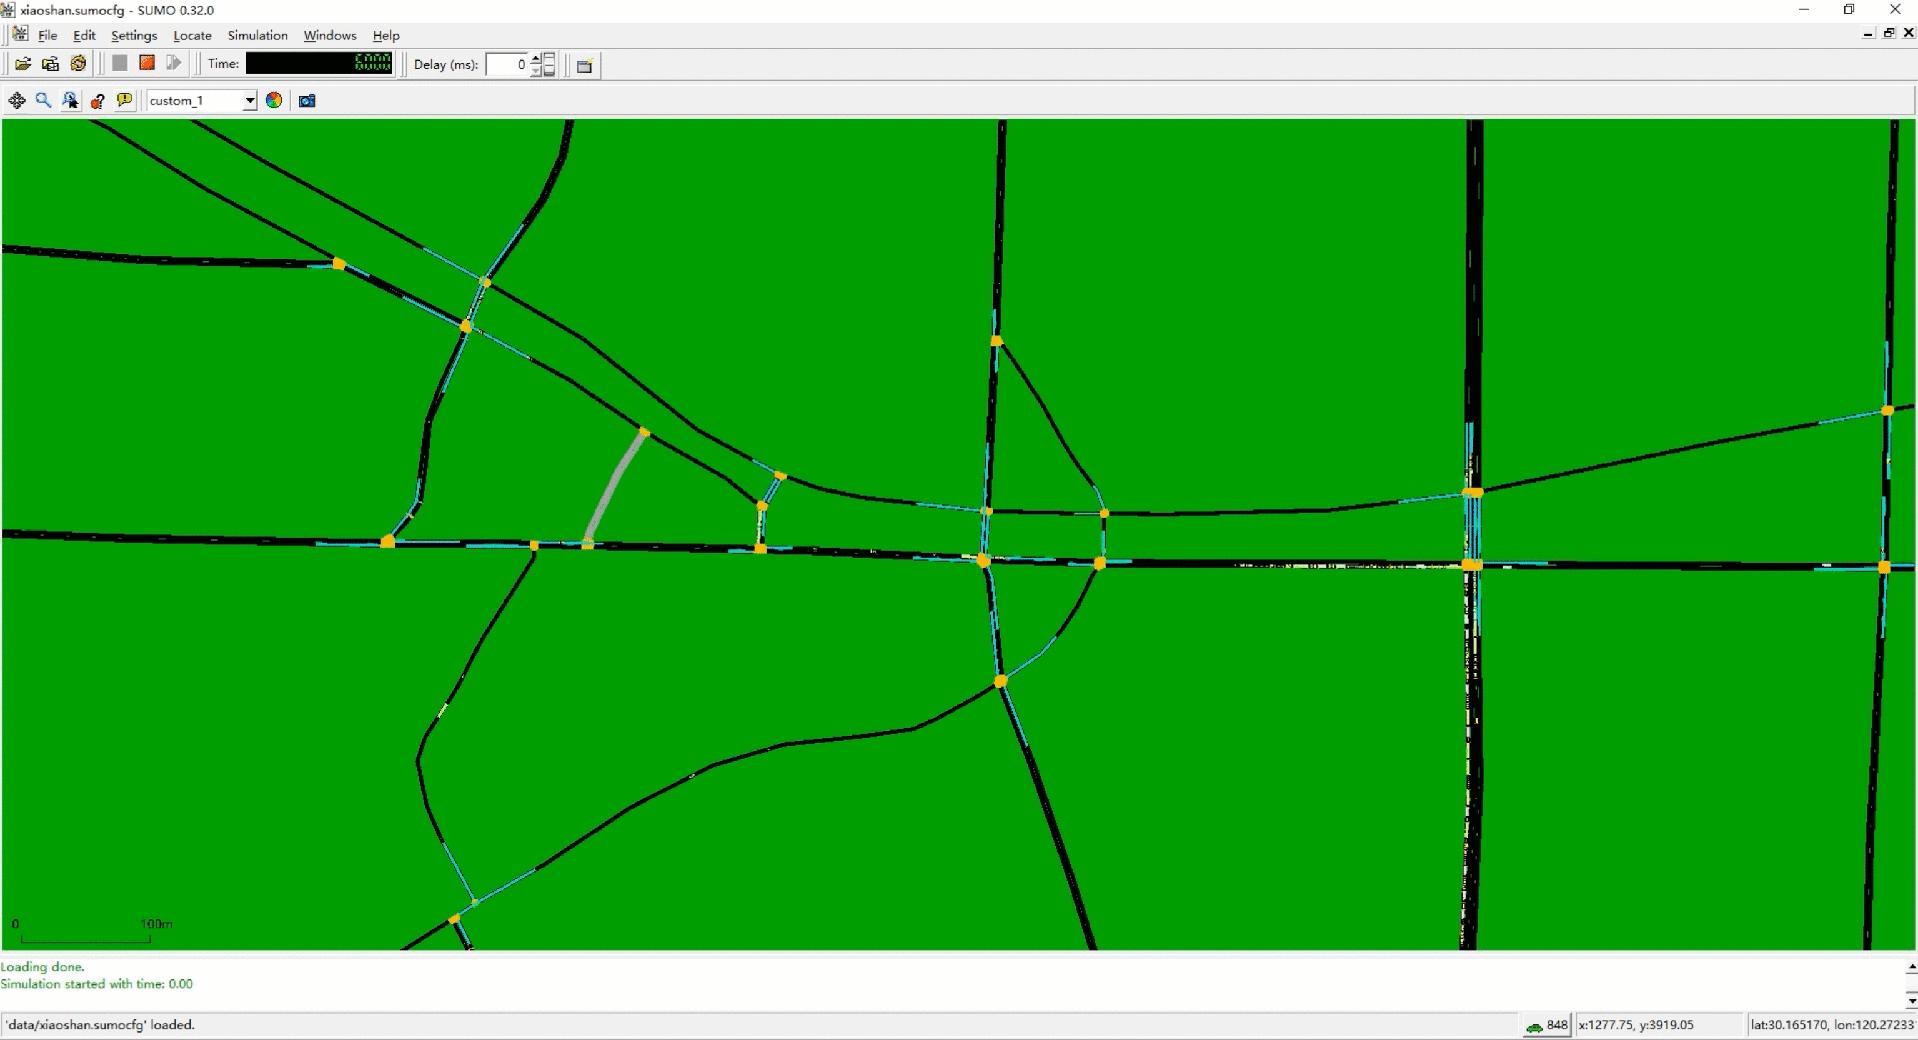 xiaoshan.sumocfg - SUMO 0.32.0
File Edit Settings Locate Simulation Windows Help
Time: Delay (ms): 0
custom_1
0 100m
Loading done.
Simulation started with time: 0.00
'data/xiaoshan.sumocfg' loaded. 848 x:1277.75, y:3919.05 lat:30.165170, lon:120.27233